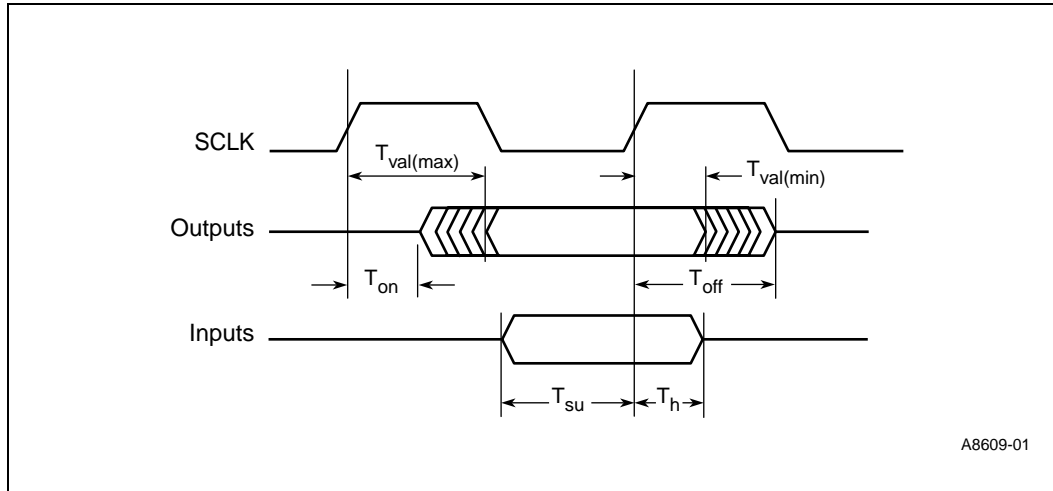 SCLK
Tval(max)
Tval(min)
Outputs
Ton
Toff
Inputs
Tsu
Th
A8609-01